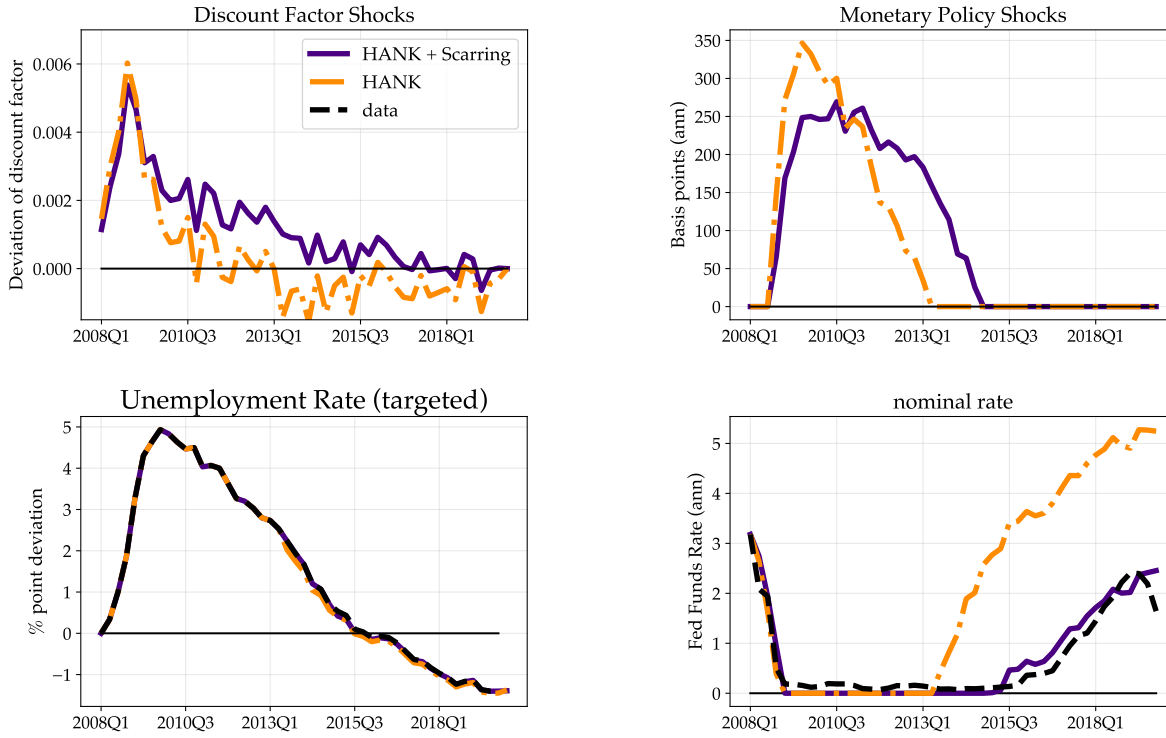 Discount Factor Shocks
Deviation of discount factor
0.006
0.004
0.002
0.000
HANK + Scarring
HANK
data
2008Q1 2010Q3 2013Q1 2015Q3 2018Q1
Monetary Policy Shocks
Basis points (ann)
350
300
250
200
150
100
50
0
2008Q1 2010Q3 2013Q1 2015Q3 2018Q1
Unemployment Rate (targeted)
% point deviation
5
4
3
2
1
0
−1
2008Q1 2010Q3 2013Q1 2015Q3 2018Q1
nominal rate
Fed Funds Rate (ann)
5
4
3
2
1
0
2008Q1 2010Q3 2013Q1 2015Q3 2018Q1